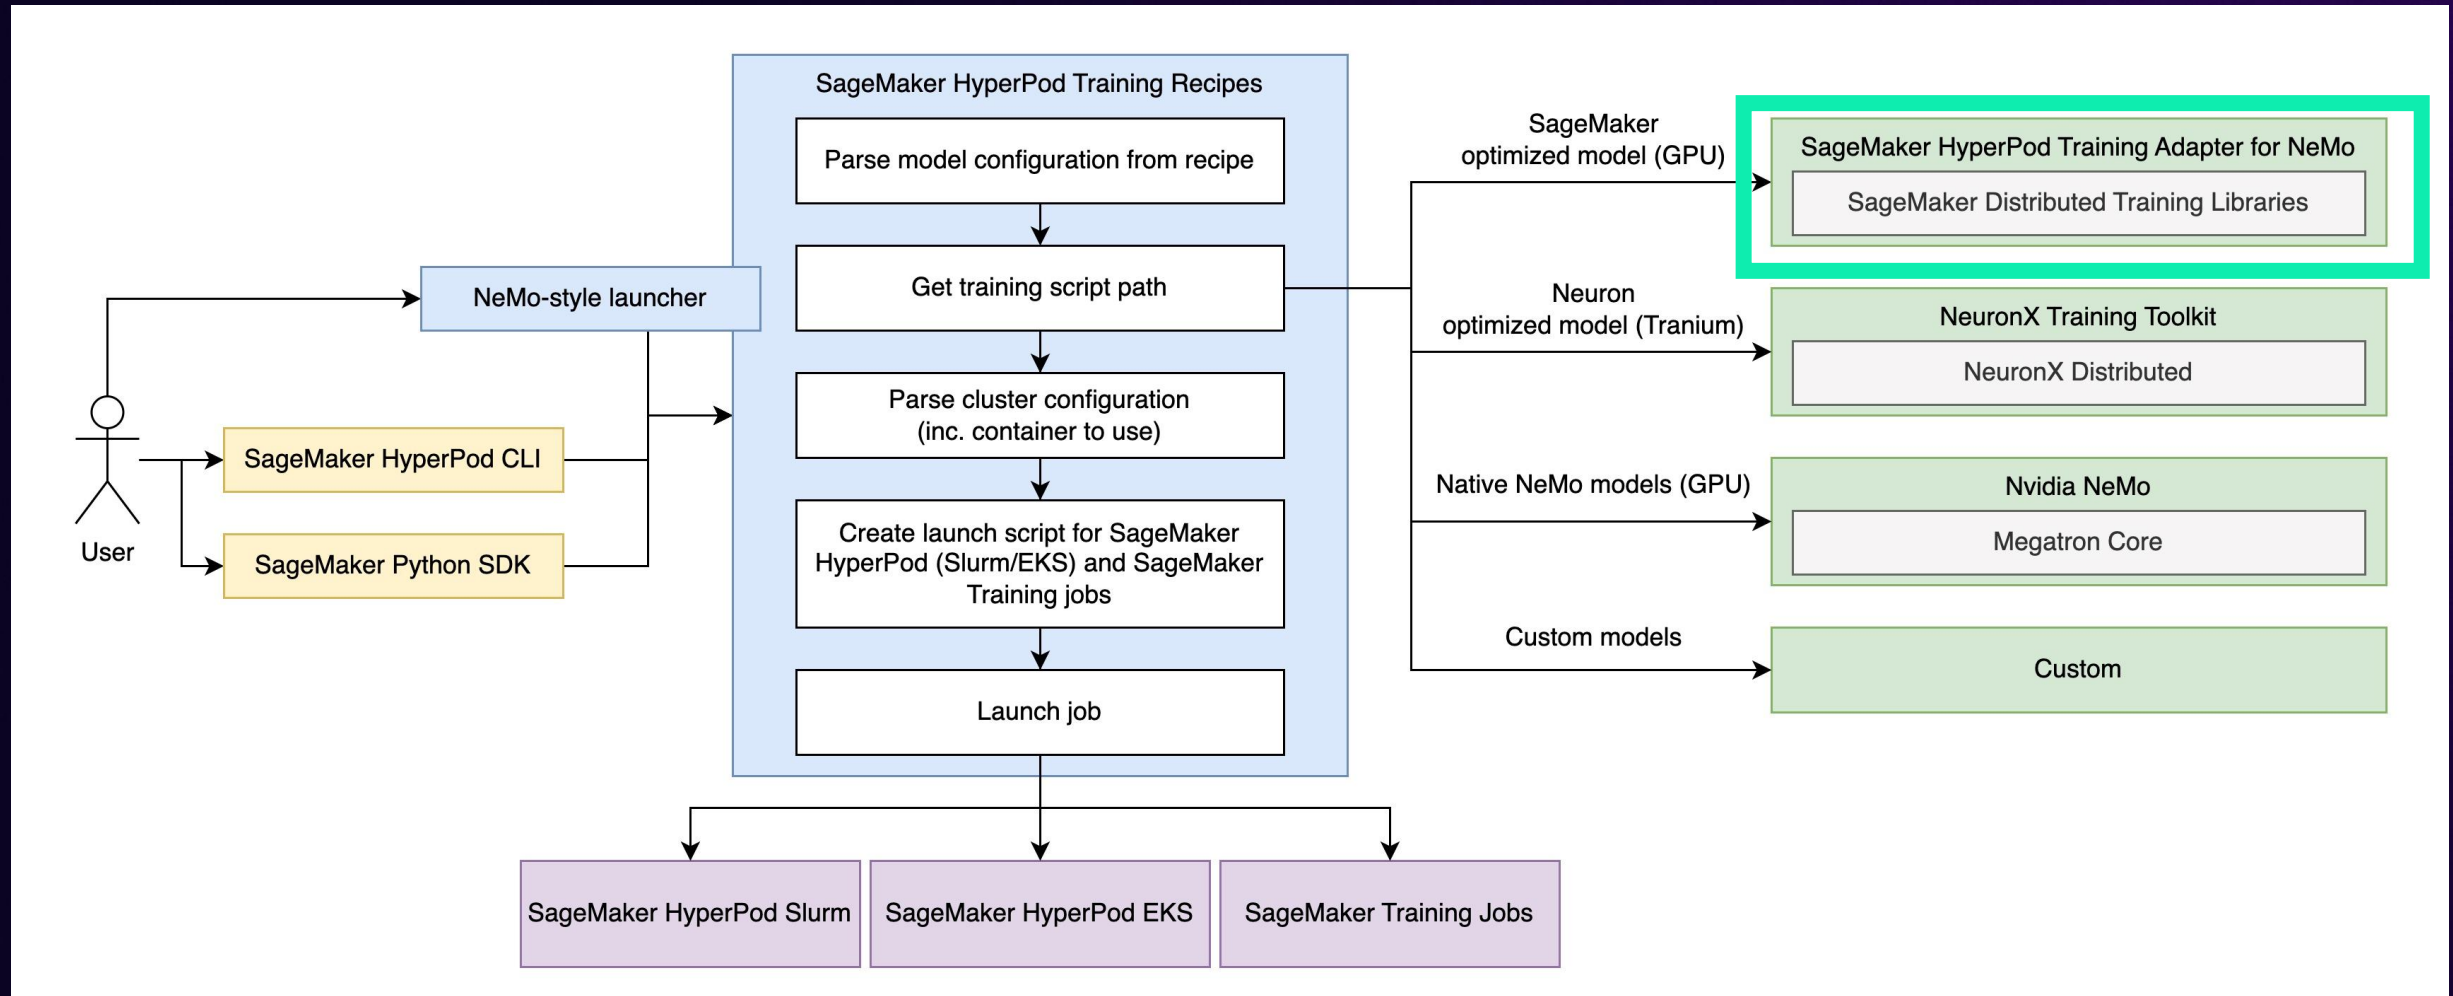 SageMaker HyperPod Training Recipes
Parse model configuration from recipe
Get training script path
Parse cluster configuration
(inc. container to use)
Create launch script for SageMaker
HyperPod (Slurm/EKS) and SageMaker
Training jobs
Launch job
NeMo-style launcher
SageMaker HyperPod CLI
SageMaker Python SDK
User
SageMaker
optimized model (GPU)
SageMaker HyperPod Training Adapter for NeMo
SageMaker Distributed Training Libraries
Neuron
optimized model (Tranium)
NeuronX Training Toolkit
NeuronX Distributed
Native NeMo models (GPU)
Nvidia NeMo
Megatron Core
Custom models
Custom
SageMaker HyperPod Slurm
SageMaker HyperPod EKS
SageMaker Training Jobs